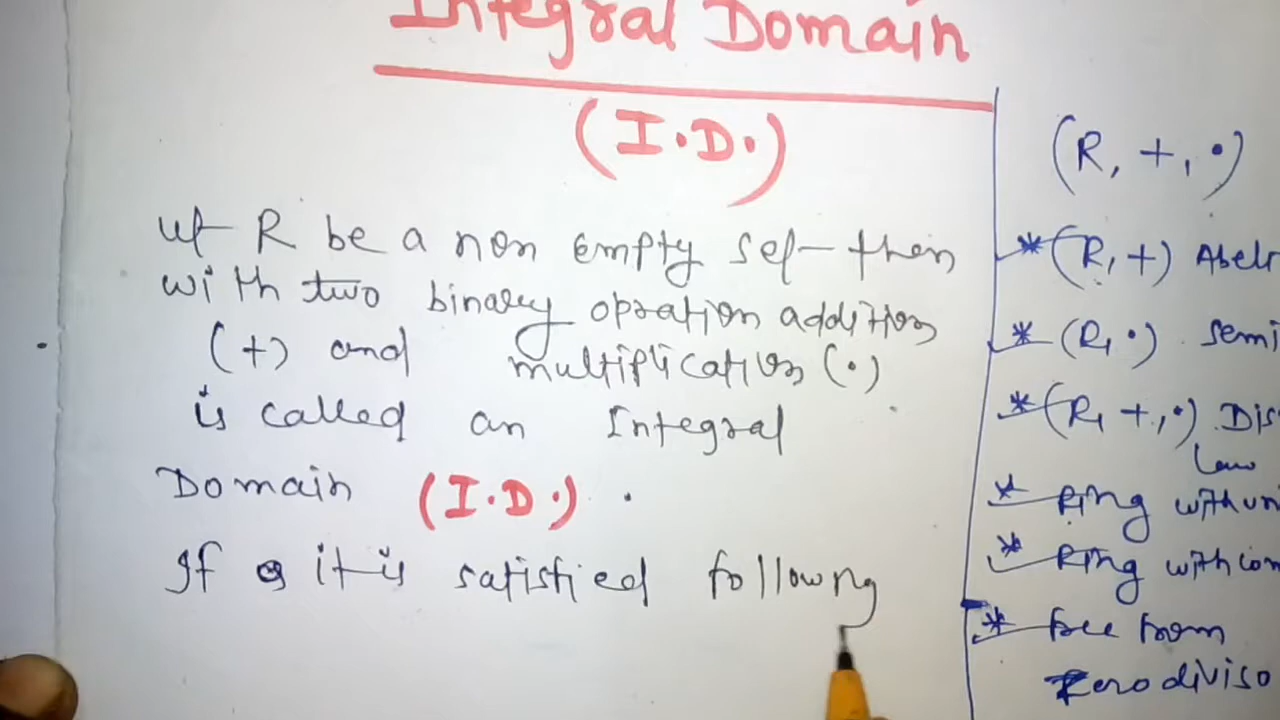 Integral Domain
(I.D.)
Let R be a non empty set then
with two binary opration addition
(+) and multiplication (·)
is called an Integral
Domain (I.D.) .
If it is satisfied following
(R, +, ·)
*(R, +) Abel
*(R, ·) Semi
*(R, +, ·) Dis
Law
* Ring with un
* Ring with com
* free from
Zero diviso